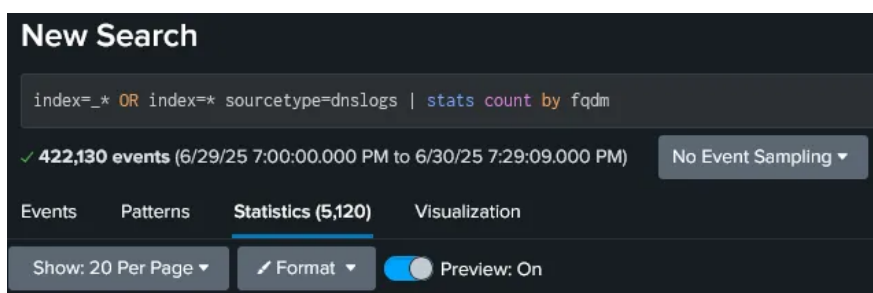 New Search
index=_* OR index=* sourcetype=dnslogs | stats count by fqdm
✓ 422,130 events (6/29/25 7:00:00.000 PM to 6/30/25 7:29:09.000 PM) No Event Sampling ▾
Events Patterns Statistics (5,120) Visualization
Show: 20 Per Page ▾ Format ▾ Preview: On